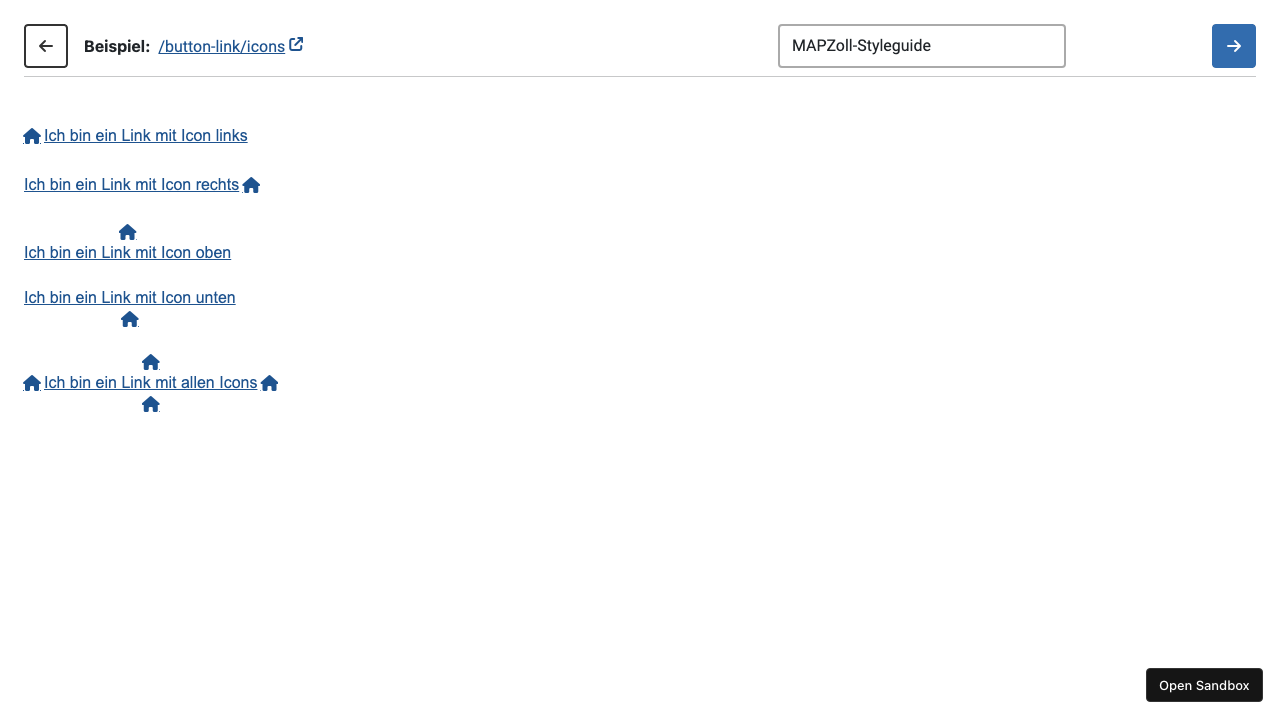 Beispiel: /button-link/icons
MAPZoll-Styleguide
Ich bin ein Link mit Icon links
Ich bin ein Link mit Icon rechts
Ich bin ein Link mit Icon oben
Ich bin ein Link mit Icon unten
Ich bin ein Link mit allen Icons
Open Sandbox